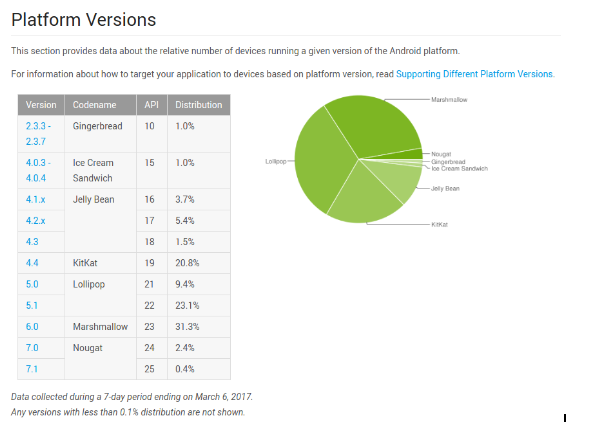 Platform Versions
This section provides data about the relative number of devices running a given version of the Android platform.
For information about how to target your application to devices based on platform version, read Supporting Different Platform Versions.
Version Codename API Distribution
2.3.3 - Gingerbread 10 1.0%
2.3.7
4.0.3 - Ice Cream 15 1.0%
4.0.4 Sandwich
4.1.x Jelly Bean 16 3.7%
4.2.x 17 5.4%
4.3 18 1.5%
4.4 KitKat 19 20.8%
5.0 Lollipop 21 9.4%
5.1 22 23.1%
6.0 Marshmallow 23 31.3%
7.0 Nougat 24 2.4%
7.1 25 0.4%
Marshmallow
Nougat
Lollipop
Gingerbread
Ice Cream Sandwich
Jelly Bean
KitKat
Data collected during a 7-day period ending on March 6, 2017.
Any versions with less than 0.1% distribution are not shown.